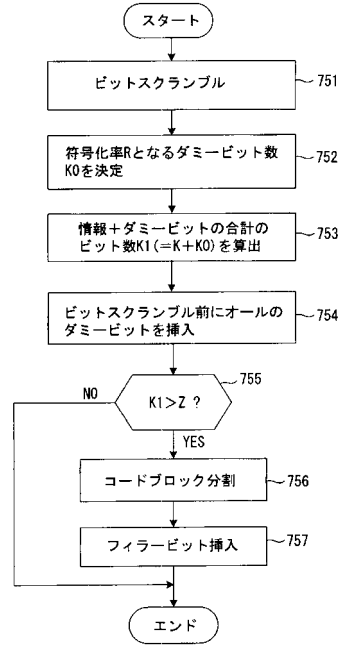 スタート
ビットスクランブル
751
符号化率Rとなるダミービット数
K0を決定
752
情報+ダミービットの合計の
ビット数K1(=K+K0)を算出
753
ビットスクランブル前にオールの
ダミービットを挿入
754
755
K1>Z ?
NO
YES
コードブロック分割
756
フィラービット挿入
757
エンド